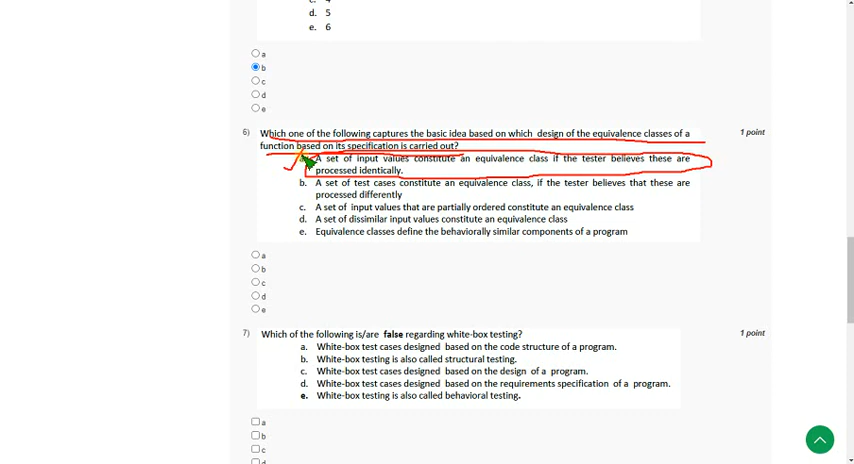 c. 4
d. 5
e. 6
a
b
c
d
e
6) Which one of the following captures the basic idea based on which design of the equivalence classes of a 1 point
function based on its specification is carried out?
a. A set of input values constitute an equivalence class if the tester believes these are
processed identically.
b. A set of test cases constitute an equivalence class, if the tester believes that these are
processed differently
c. A set of input values that are partially ordered constitute an equivalence class
d. A set of dissimilar input values constitute an equivalence class
e. Equivalence classes define the behaviorally similar components of a program
a
b
c
d
e
7) Which of the following is/are false regarding white-box testing? 1 point
a. White-box test cases designed based on the code structure of a program.
b. White-box testing is also called structural testing.
c. White-box test cases designed based on the design of a program.
d. White-box test cases designed based on the requirements specification of a program.
e. White-box testing is also called behavioral testing.
a
b
c
d